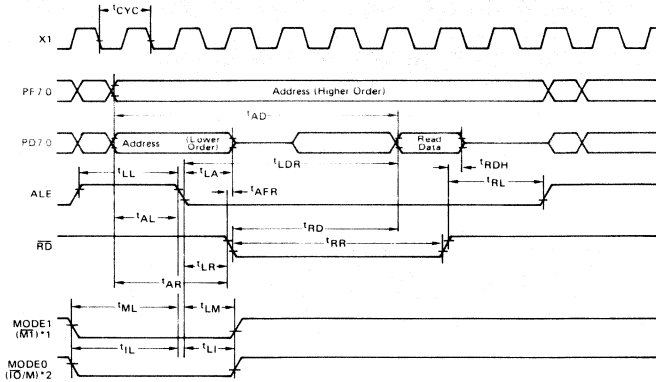 tCYC
X1
PF7 0
Address (Higher Order)
tAD
PD7 0
Address (Lower Order)
Read Data
tLDR
tLL
tLA
tRDH
tRL
ALE
tAFR
tAL
tRD
RD
tRR
tLR
tAR
tML
tLM
MODE1
(M1)*1
tIL
tLI
MODE0
(IO/M)*2